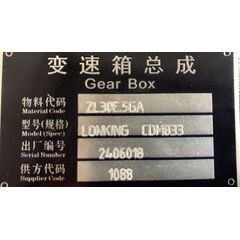 变速箱总成
Gear Box
物料代码 ZL30E.5GA
Material Code
型号(规格) LONKING CDM833
Model(Spec)
出厂编号 2406018
Serial Number
供方代码 1088
Supplier Code